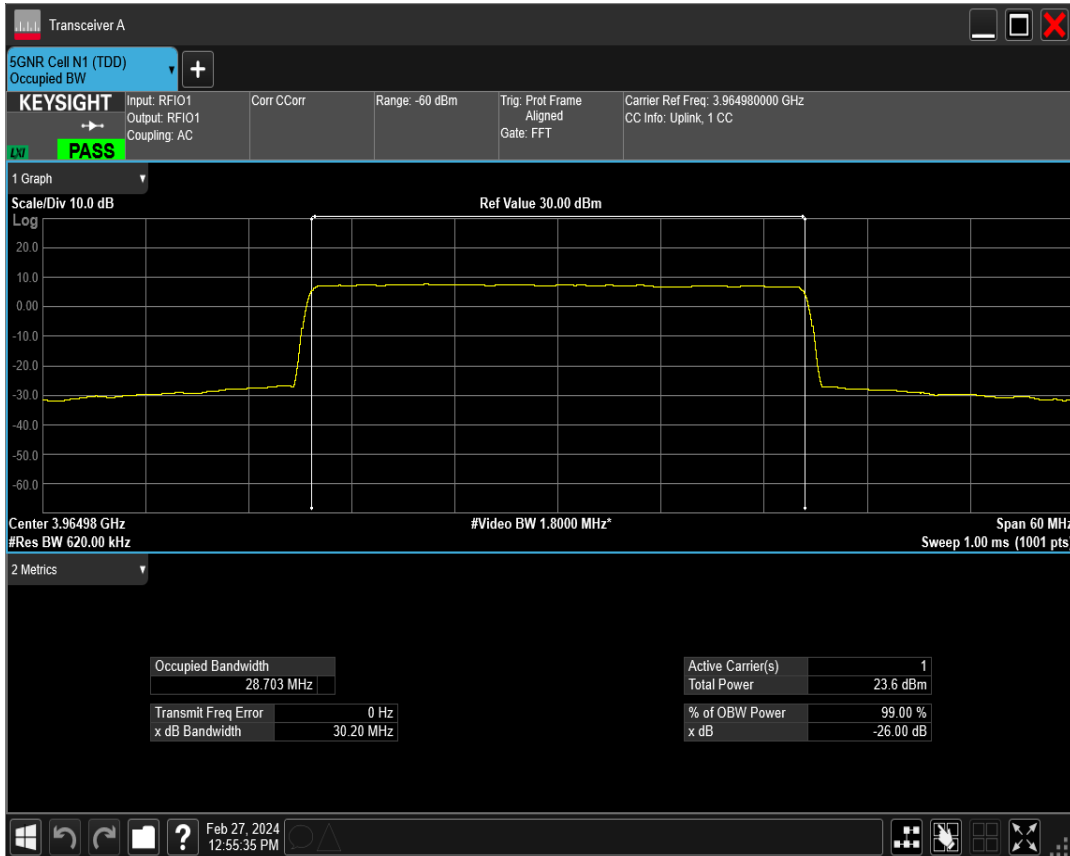 Transceiver A
5GNR Cell N1 (TDD)
Occupied BW
+
KEYSIGHT
LXI
PASS
Input: RFIO1
Output: RFIO1
Coupling: AC
Corr CCorr
Range: -60 dBm
Trig: Prot Frame
Aligned
Gate: FFT
Carrier Ref Freq: 3.964980000 GHz
CC Info: Uplink, 1 CC
1 Graph
Scale/Div 10.0 dB
Ref Value 30.00 dBm
Log
20.0
10.0
0.00
-10.0
-20.0
-30.0
-40.0
-50.0
-60.0
Center 3.96498 GHz
#Video BW 1.8000 MHz*
Span 60 MHz
#Res BW 620.00 kHz
Sweep 1.00 ms (1001 pts)
2 Metrics
Occupied Bandwidth
28.703 MHz
Transmit Freq Error 0 Hz
x dB Bandwidth 30.20 MHz
Active Carrier(s) 1
Total Power 23.6 dBm
% of OBW Power 99.00 %
x dB -26.00 dB
?
Feb 27, 2024
12:55:35 PM